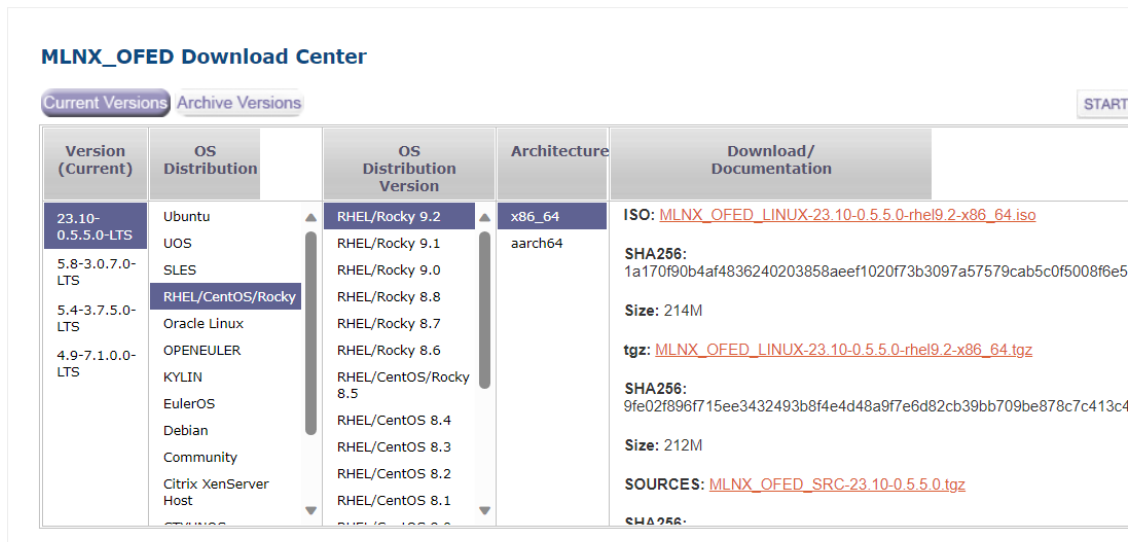 MLNX_OFED Download Center
Current Versions
Archive Versions
START
Version
(Current)
OS
Distribution
OS
Distribution
Version
Architecture
Download/
Documentation
23.10-
0.5.5.0-LTS
5.8-3.0.7.0-
LTS
5.4-3.7.5.0-
LTS
4.9-7.1.0.0-
LTS
Ubuntu
UOS
SLES
RHEL/CentOS/Rocky
Oracle Linux
OPENEULER
KYLIN
EulerOS
Debian
Community
Citrix XenServer
Host
RHEL/Rocky 9.2
RHEL/Rocky 9.1
RHEL/Rocky 9.0
RHEL/Rocky 8.8
RHEL/Rocky 8.7
RHEL/Rocky 8.6
RHEL/CentOS/Rocky
8.5
RHEL/CentOS 8.4
RHEL/CentOS 8.3
RHEL/CentOS 8.2
RHEL/CentOS 8.1
x86_64
aarch64
ISO: MLNX_OFED_LINUX-23.10-0.5.5.0-rhel9.2-x86_64.iso
SHA256:
1a170f90b4af4836240203858aeef1020f73b3097a57579cab5c0f5008f6e5
Size: 214M
tgz: MLNX_OFED_LINUX-23.10-0.5.5.0-rhel9.2-x86_64.tgz
SHA256:
9fe02f896f715ee3432493b8f4e4d48a9f7e6d82cb39bb709be878c7c413c4
Size: 212M
SOURCES: MLNX_OFED_SRC-23.10-0.5.5.0.tgz
SHA256: